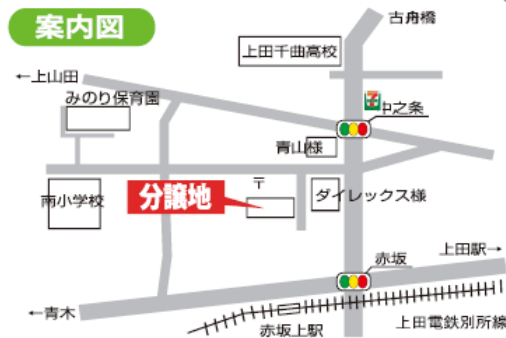 案内図
古舟橋
上田千曲高校
←上山田
みのり保育園
中之条
青山様
〒
南小学校
分譲地
ダイレックス様
上田駅→
赤坂
←青木
赤坂上駅
上田電鉄別所線